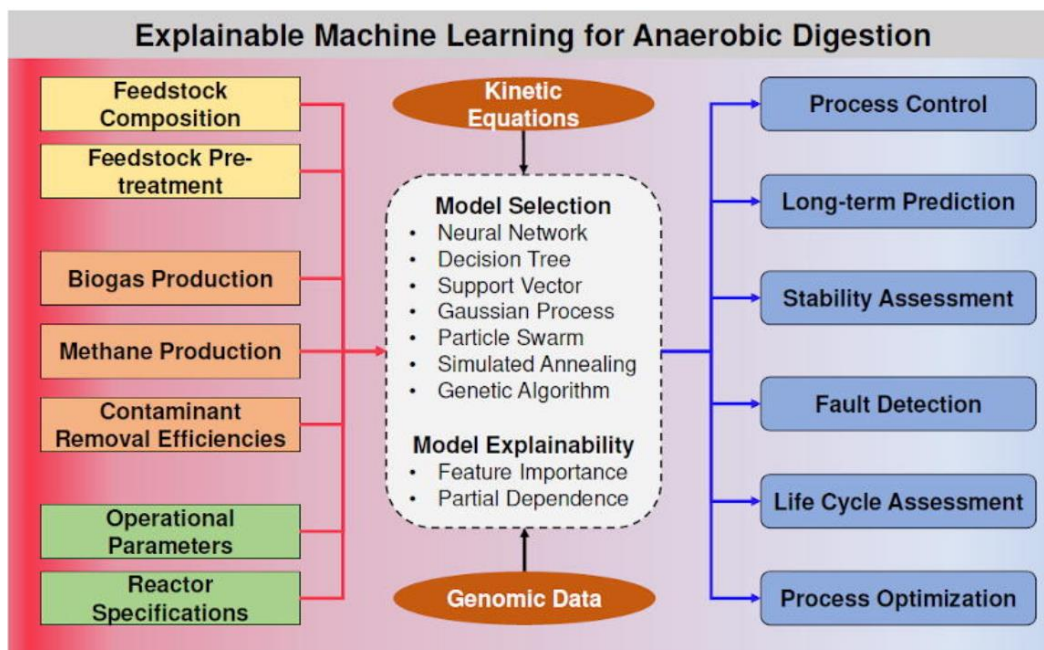 Explainable Machine Learning for Anaerobic Digestion
Feedstock
Composition
Feedstock Pre-
treatment
Biogas Production
Methane Production
Contaminant
Removal Efficiencies
Operational
Parameters
Reactor
Specifications
Kinetic
Equations
Model Selection
• Neural Network
• Decision Tree
• Support Vector
• Gaussian Process
• Particle Swarm
• Simulated Annealing
• Genetic Algorithm
Model Explainability
• Feature Importance
• Partial Dependence
Genomic Data
Process Control
Long-term Prediction
Stability Assessment
Fault Detection
Life Cycle Assessment
Process Optimization